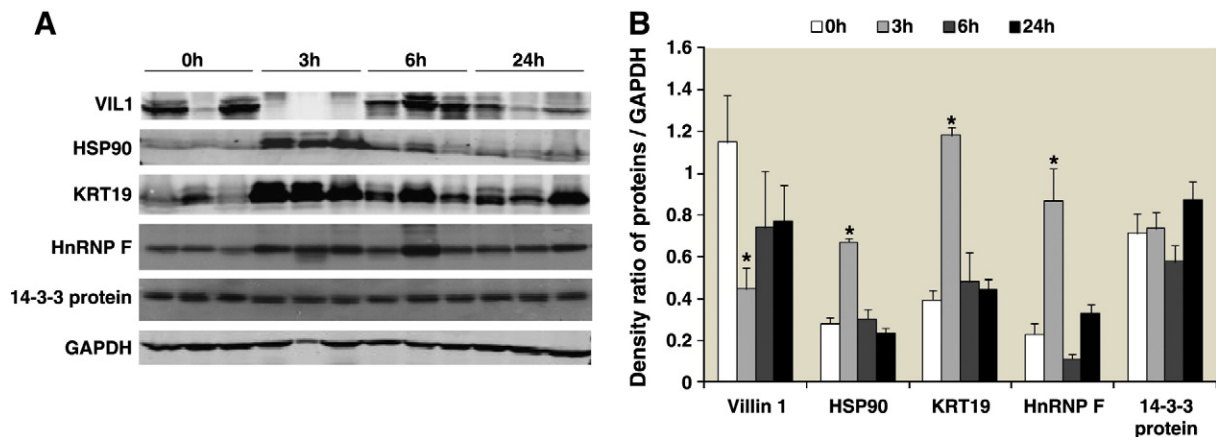 A
0h 3h 6h 24h
VIL1
HSP90
KRT19
HnRNP F
14-3-3 protein
GAPDH
B
0h 3h 6h 24h
Density ratio of proteins / GAPDH
1.6
1.4
1.2
1
0.8
0.6
0.4
0.2
0
*
*
*
*
Villin 1 HSP90 KRT19 HnRNP F 14-3-3
protein